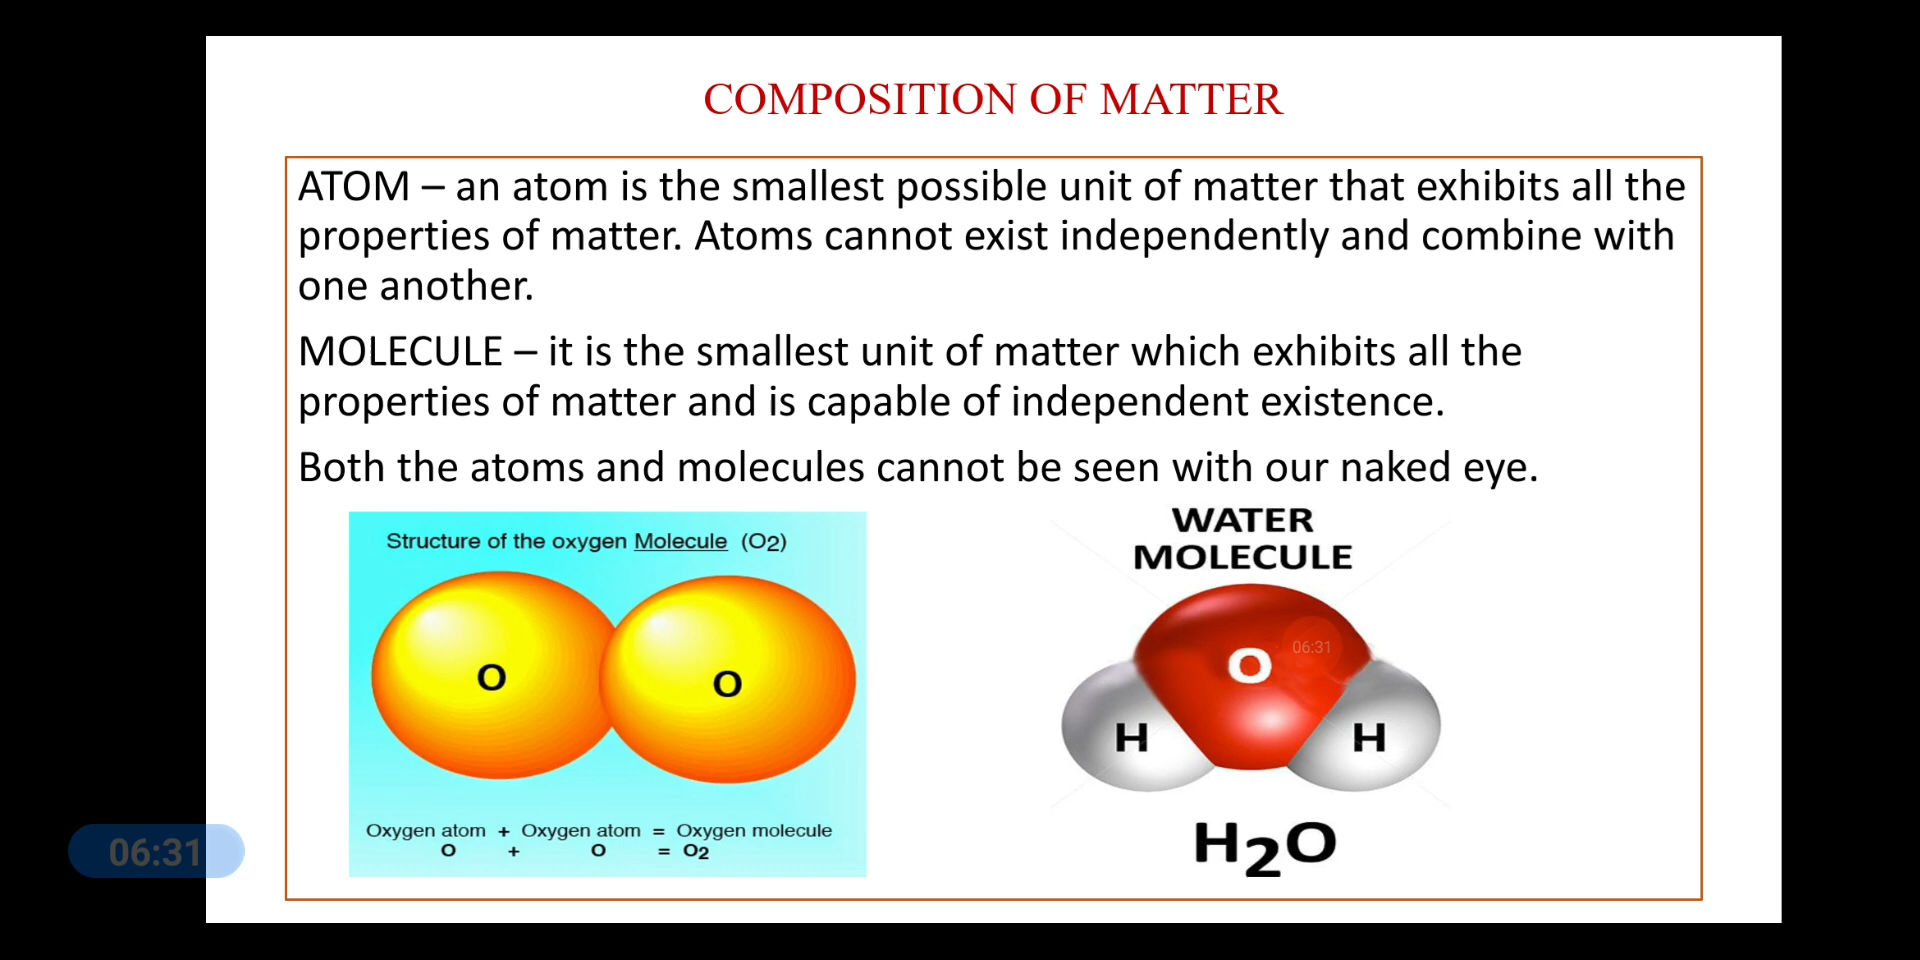 COMPOSITION OF MATTER
ATOM – an atom is the smallest possible unit of matter that exhibits all the
properties of matter. Atoms cannot exist independently and combine with
one another.
MOLECULE – it is the smallest unit of matter which exhibits all the
properties of matter and is capable of independent existence.
Both the atoms and molecules cannot be seen with our naked eye.
Structure of the oxygen Molecule (O2)
O O
Oxygen atom + Oxygen atom = Oxygen molecule
O + O = O2
WATER
MOLECULE
O
06:31
H H
H2O
06:31